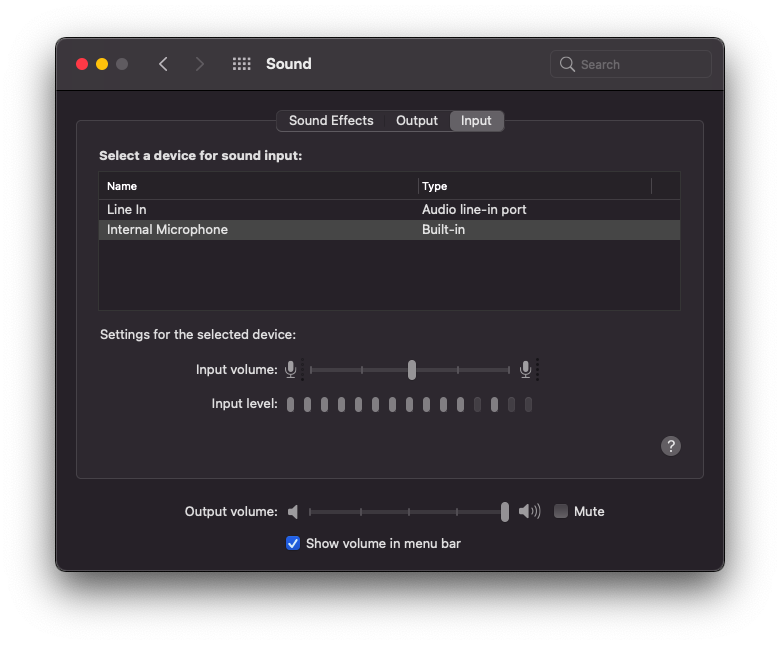 Sound
Search
Sound Effects Output Input
Select a device for sound input:
Name Type
Line In Audio line-in port
Internal Microphone Built-in
Settings for the selected device:
Input volume:
Input level:
?
Output volume: Mute
Show volume in menu bar